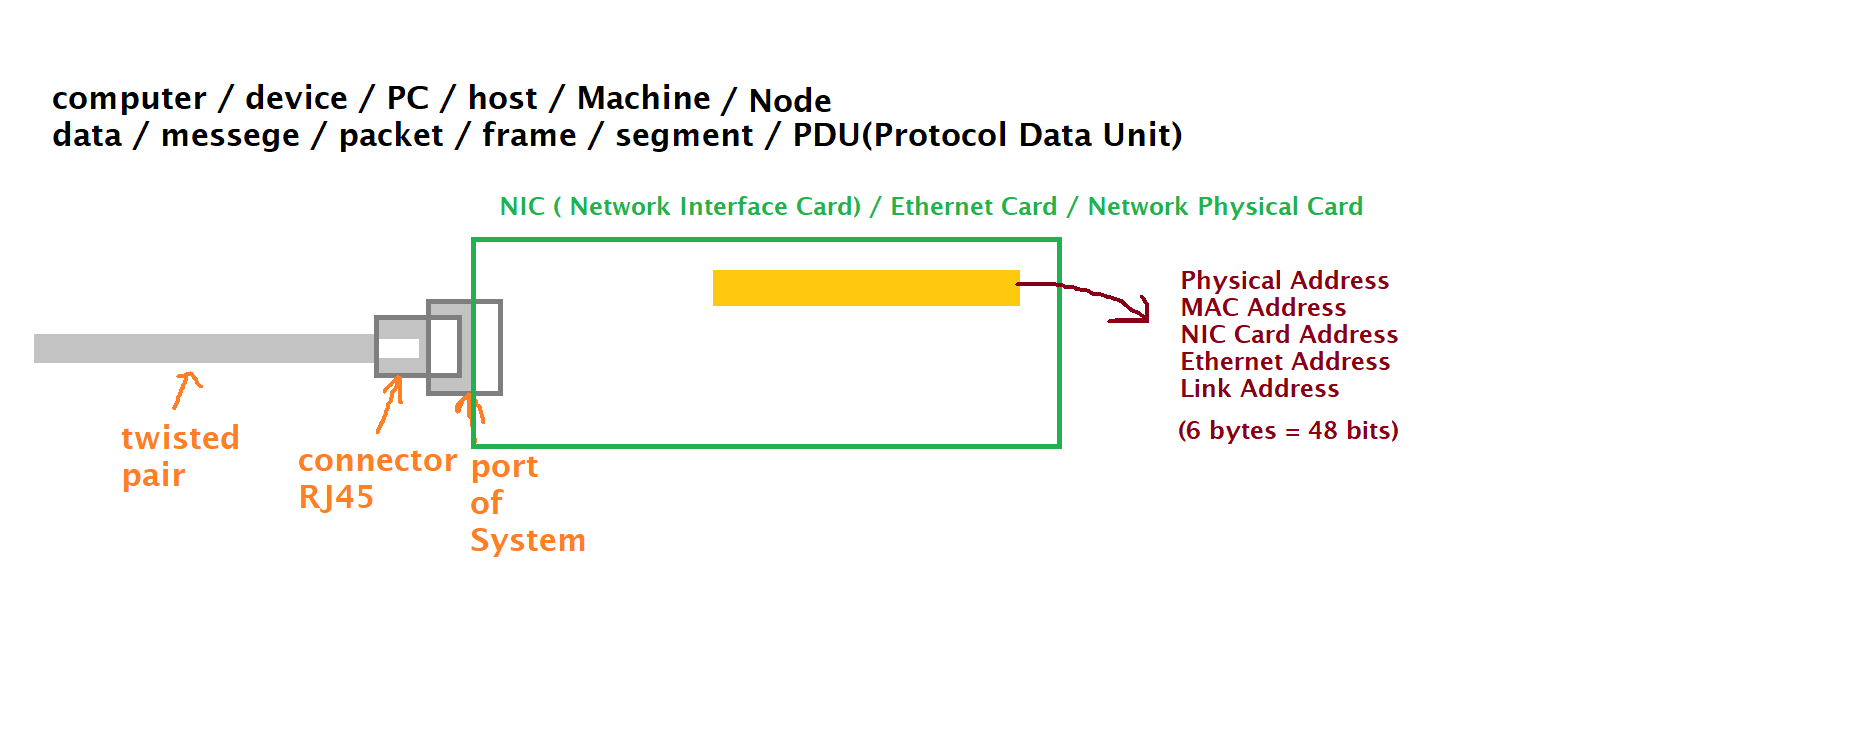 computer / device / PC / host / Machine / Node
data / messege / packet / frame / segment / PDU(Protocol Data Unit)
NIC ( Network Interface Card) / Ethernet Card / Network Physical Card
Physical Address
MAC Address
NIC Card Address
Ethernet Address
Link Address
(6 bytes = 48 bits)
twisted
pair
connector
RJ45
port
of
System